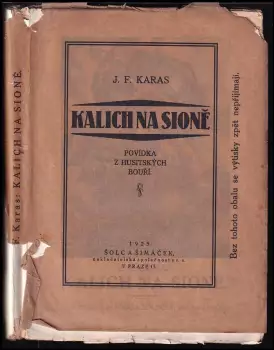 J. F. KARAS
KALICH NA SIONĚ
POVÍDKA
Z HUSITSKÝCH
BOUŘÍ
ŠOLC A ŠIMÁČEK,
V PRAZE
F. Karas: KALICH NA SIONĚ.
Bez tohoto obalu se výtisky zpět nepřijímají.